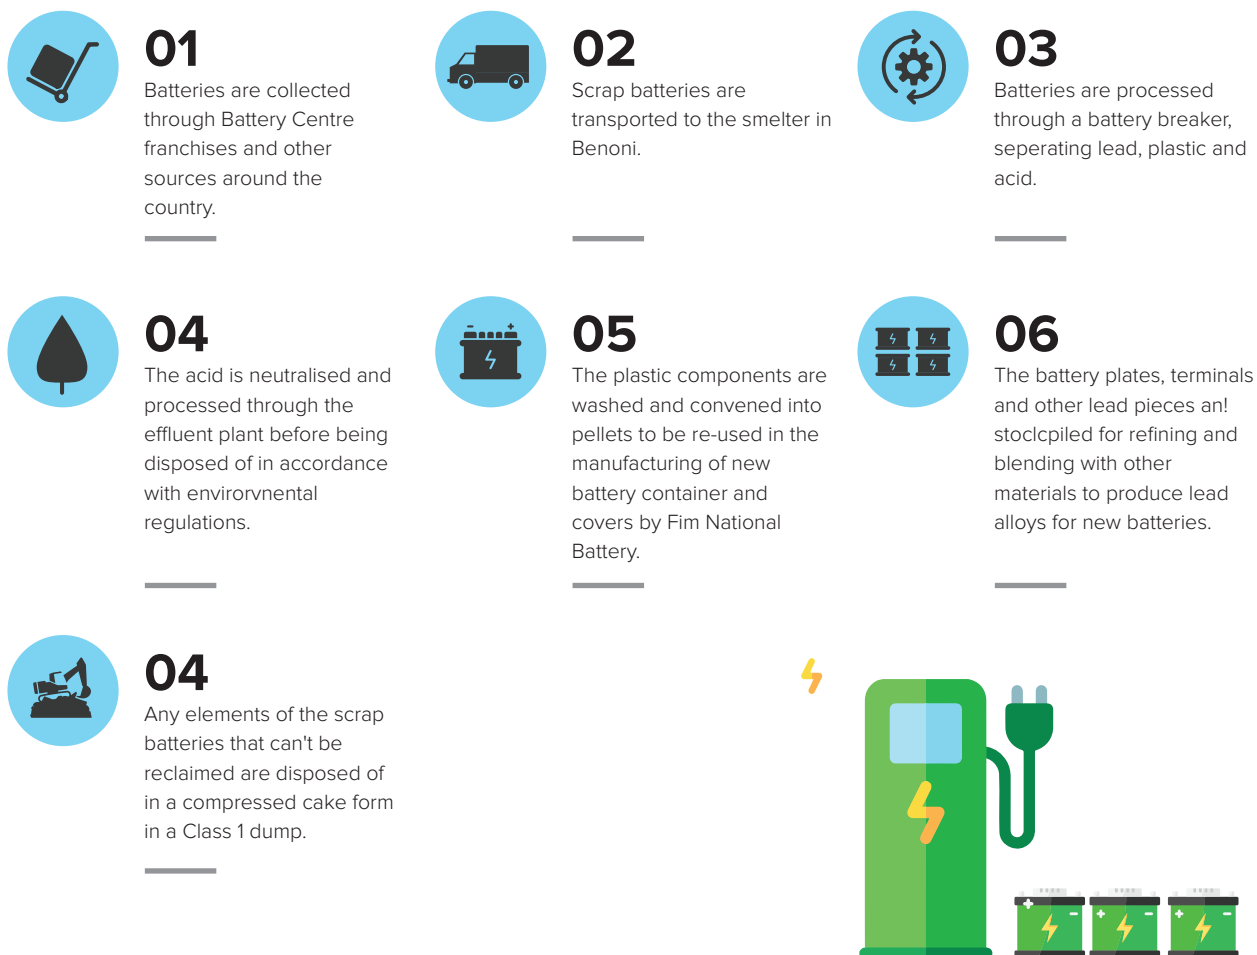 01
Batteries are collected
through Battery Centre
franchises and other
sources around the
country.
02
Scrap batteries are
transported to the smelter in
Benoni.
03
Batteries are processed
through a battery breaker,
seperating lead, plastic and
acid.
04
The acid is neutralised and
processed through the
effluent plant before being
disposed of in accordance
with envirorvnental
regulations.
05
The plastic components are
washed and convened into
pellets to be re-used in the
manufacturing of new
battery container and
covers by Fim National
Battery.
06
The battery plates, terminals
and other lead pieces an!
stoclcpiled for refining and
blending with other
materials to produce lead
alloys for new batteries.
04
Any elements of the scrap
batteries that can't be
reclaimed are disposed of
in a compressed cake form
in a Class 1 dump.